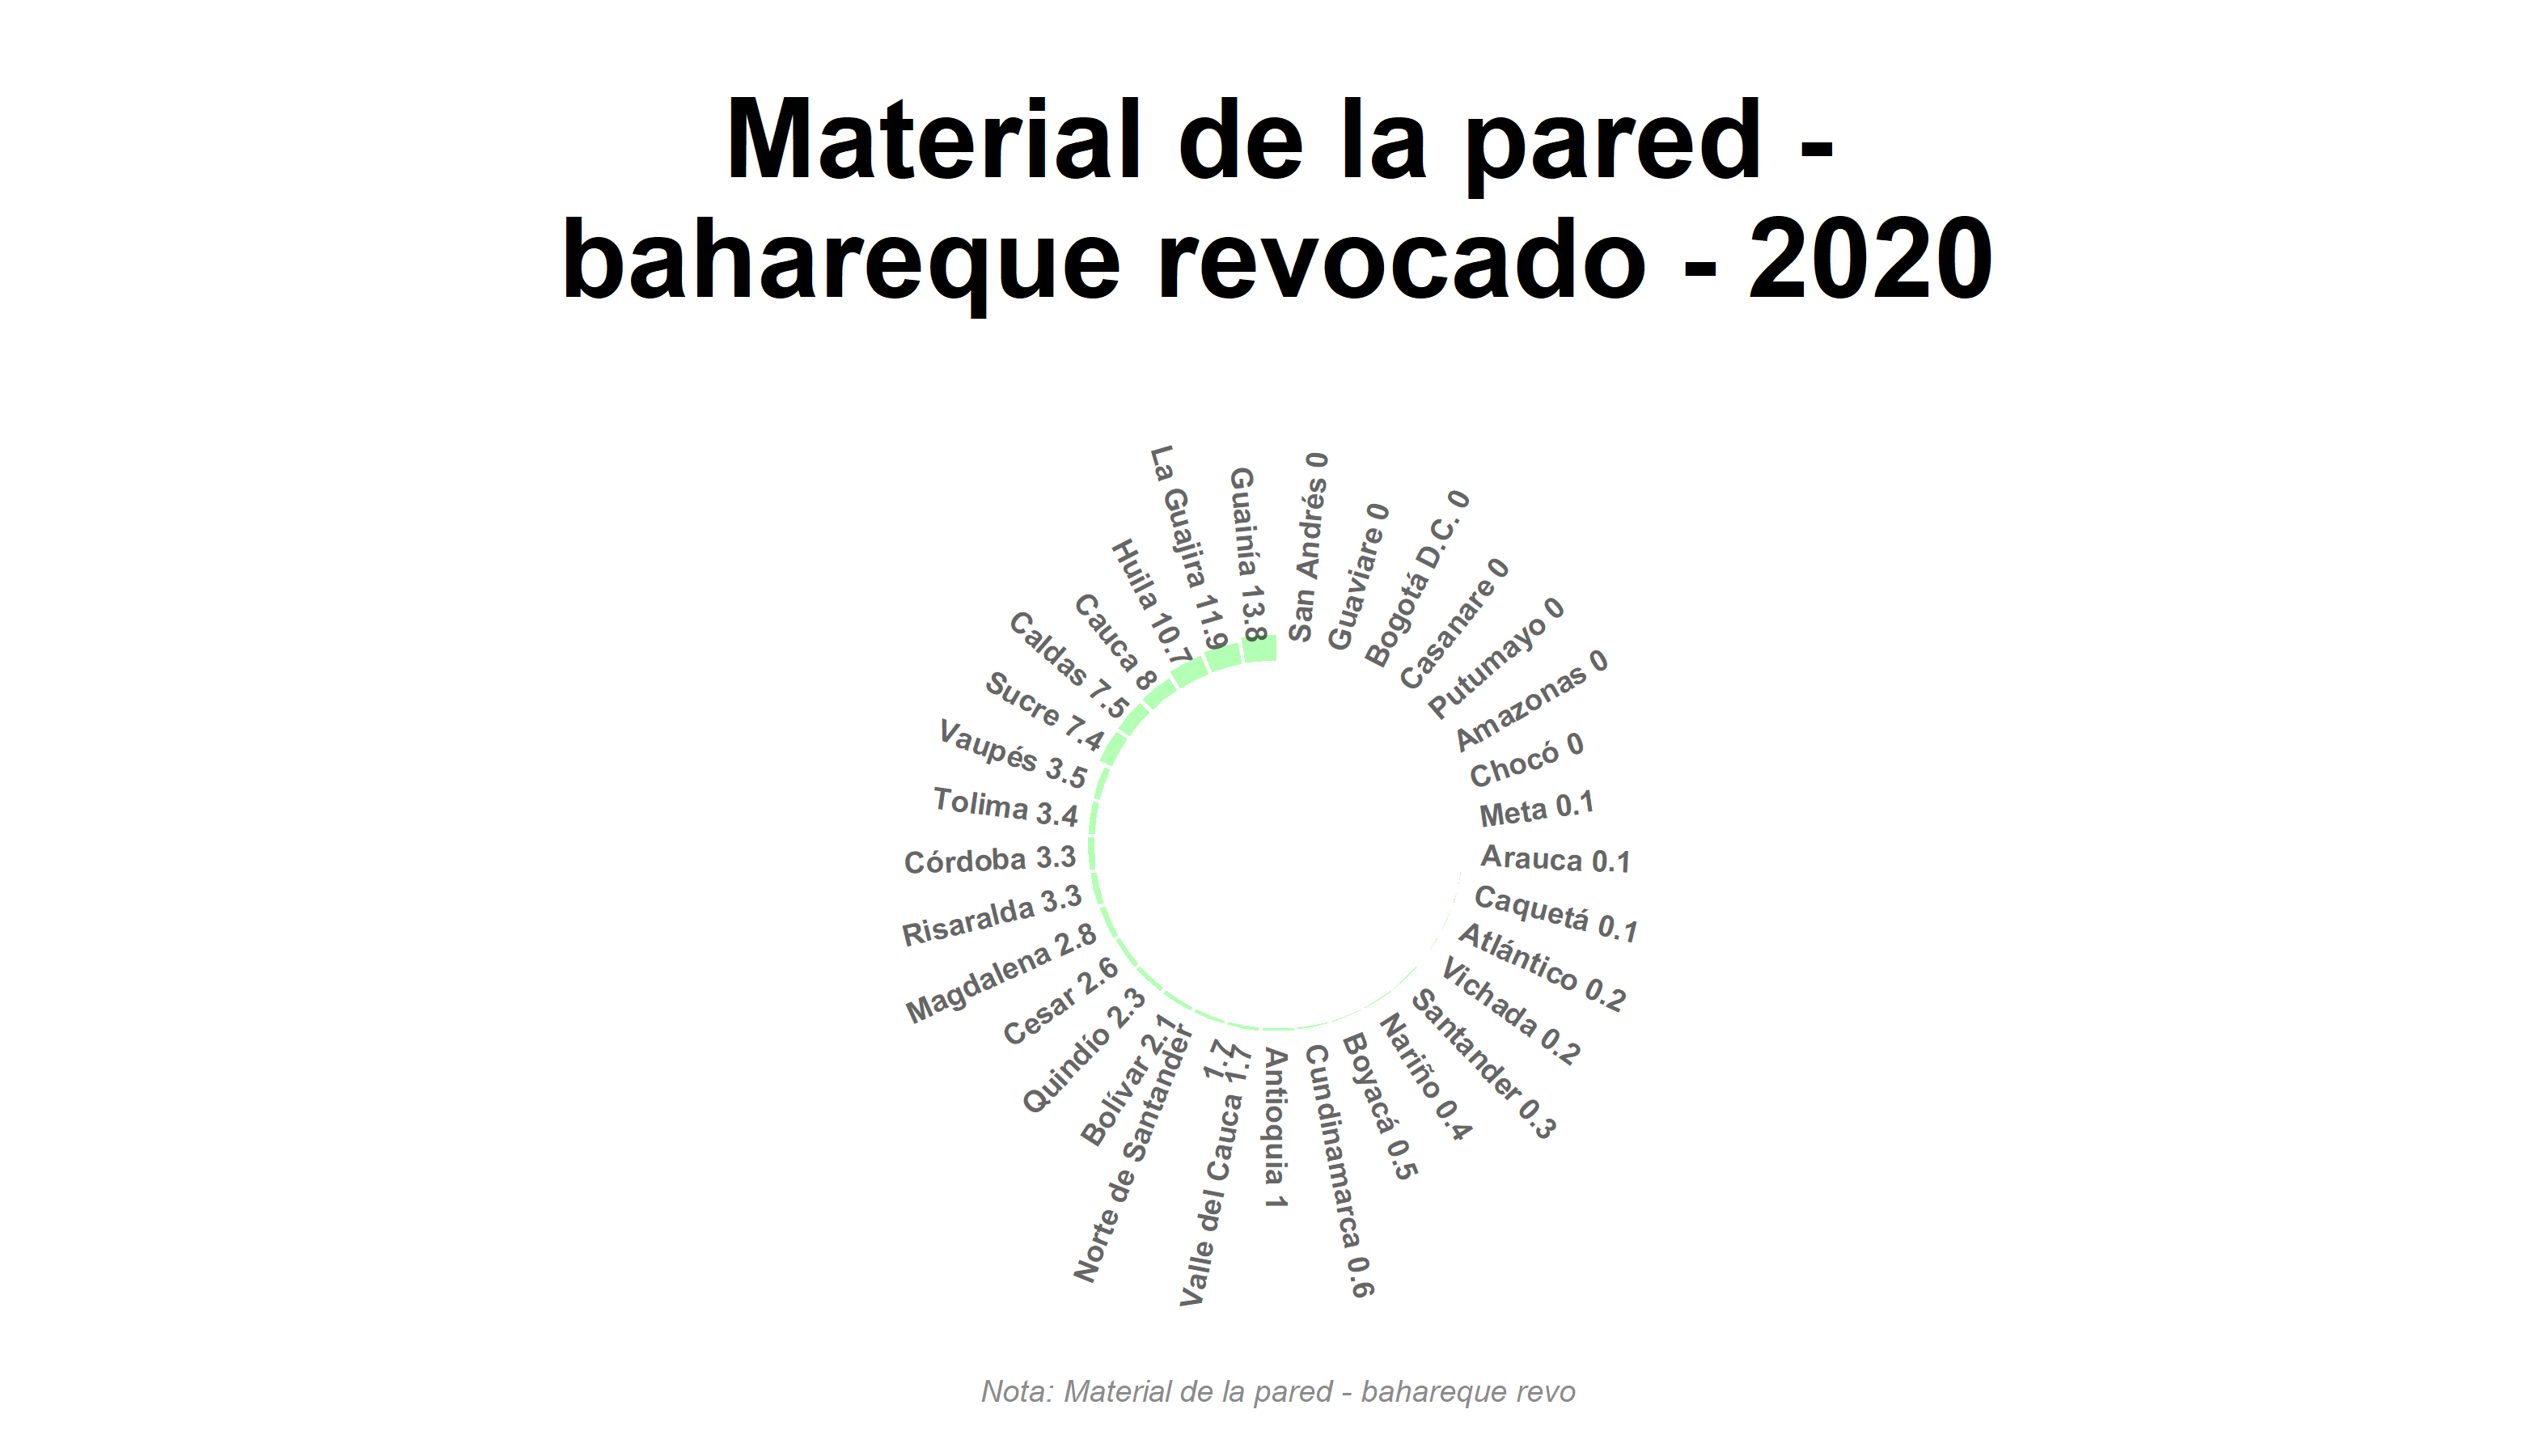 Material de la pared -
bahareque revocado - 2020
San Andrés 0
Guaviare 0
Bogotá D.C. 0
Casanare 0
Putumayo 0
Amazonas 0
Chocó 0
Meta 0.1
Arauca 0.1
Caquetá 0.1
Atlántico 0.2
Vichada 0.2
Santander 0.3
Nariño 0.4
Boyacá 0.5
Cundinamarca 0.6
Antioquia 1
Valle del Cauca 1.7
Norte de Santander
1.7
Bolívar 2.1
Quindío 2.3
Cesar 2.6
Magdalena 2.8
Risaralda 3.3
Córdoba 3.3
Tolima 3.4
Vaupés 3.5
Sucre 7.4
Caldas 7.5
Cauca 8
Huila 10.7
La Guajira 11.9
Guainía 13.8
Nota: Material de la pared - bahareque revo